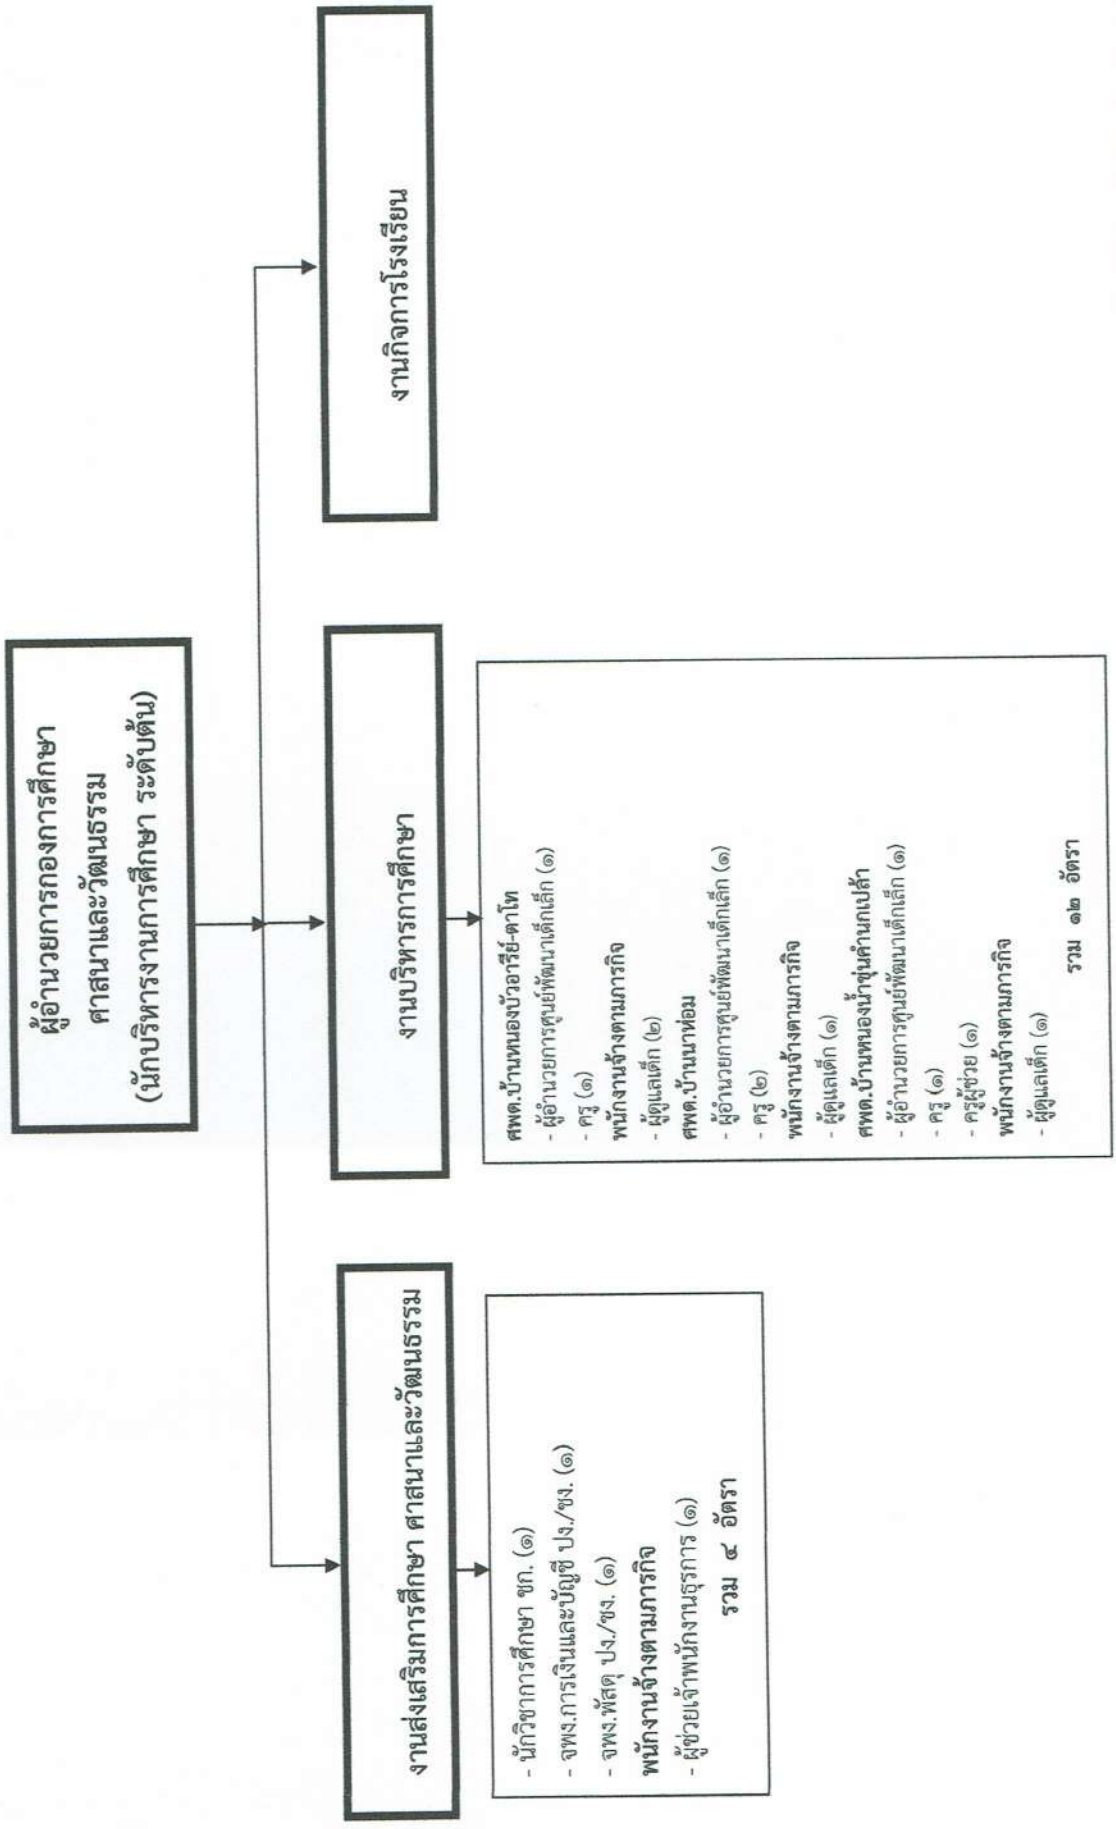 ผู้อำนวยการกองการศึกษา
ศาสนาและวัฒนธรรม
(นักบริหารงานการศึกษา ระดับต้น)
งานส่งเสริมการศึกษา ศาสนาและวัฒนธรรม
- นักวิชาการศึกษา ชก. (๑)
- จพง.การเงินและบัญชี ปง./ชง. (๑)
- จพง.พัสดุ ปง./ชง. (๑)
พนักงานจ้างตามภารกิจ
- ผู้ช่วยเจ้าพนักงานธุรการ (๑)
รวม ๔ อัตรา
งานบริหารการศึกษา
ศพด.บ้านหนองบัวอารีย์-ตาโท
- ผู้อำนวยการศูนย์พัฒนาเด็กเล็ก (๑)
- ครู (๑)
พนักงานจ้างตามภารกิจ
- ผู้ดูแลเด็ก (๒)
ศพด.บ้านนาห่อม
- ผู้อำนวยการศูนย์พัฒนาเด็กเล็ก (๑)
- ครู (๒)
พนักงานจ้างตามภารกิจ
- ผู้ดูแลเด็ก (๑)
ศพด.บ้านหนองน้ำขุ่นคำนกเปล้า
- ผู้อำนวยการศูนย์พัฒนาเด็กเล็ก (๑)
- ครู (๑)
- ครูผู้ช่วย (๑)
พนักงานจ้างตามภารกิจ
- ผู้ดูแลเด็ก (๑)
รวม ๑๒ อัตรา
งานกิจการโรงเรียน